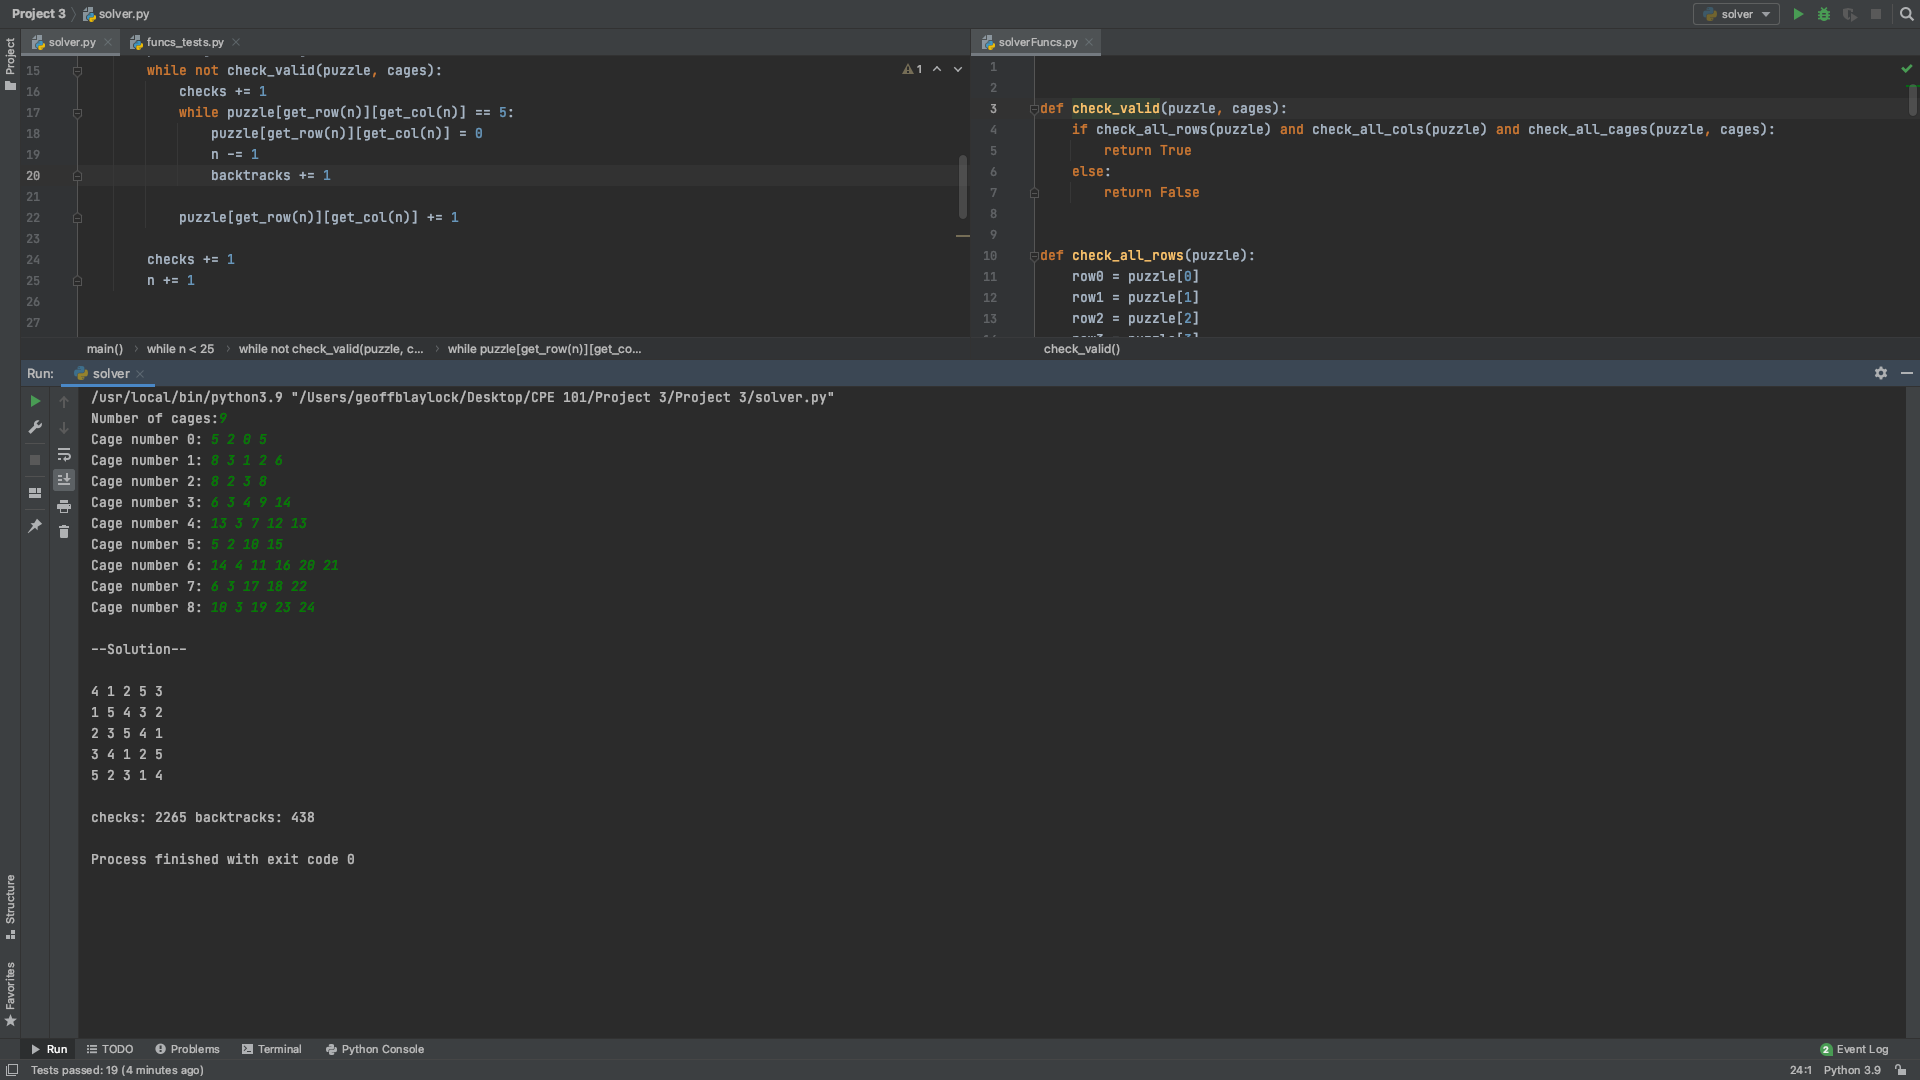 Project 3 solver.py
solver
Project
solver.py
funcs_tests.py
solverFuncs.py
15 while not check_valid(puzzle, cages):
16 checks += 1
17 while puzzle[get_row(n)][get_col(n)] == 5:
18 puzzle[get_row(n)][get_col(n)] = 0
19 n -= 1
20 backtracks += 1
21
22 puzzle[get_row(n)][get_col(n)] += 1
23
24 checks += 1
25 n += 1
26
27
1
main() › while n < 25 › while not check_valid(puzzle, c... › while puzzle[get_row(n)][get_co...
1
2
3 def check_valid(puzzle, cages):
4 if check_all_rows(puzzle) and check_all_cols(puzzle) and check_all_cages(puzzle, cages):
5 return True
6 else:
7 return False
8
9
10 def check_all_rows(puzzle):
11 row0 = puzzle[0]
12 row1 = puzzle[1]
13 row2 = puzzle[2]
check_valid()
Run: solver
/usr/local/bin/python3.9 "/Users/geoffblaylock/Desktop/CPE 101/Project 3/Project 3/solver.py"
Number of cages:9
Cage number 0: 5 2 0 5
Cage number 1: 8 3 1 2 6
Cage number 2: 8 2 3 8
Cage number 3: 6 3 4 9 14
Cage number 4: 13 3 7 12 13
Cage number 5: 5 2 10 15
Cage number 6: 14 4 11 16 20 21
Cage number 7: 6 3 17 18 22
Cage number 8: 10 3 19 23 24
--Solution--
4 1 2 5 3
1 5 4 3 2
2 3 5 4 1
3 4 1 2 5
5 2 3 1 4
checks: 2265 backtracks: 438
Process finished with exit code 0
Structure
Favorites
Run TODO Problems Terminal Python Console
2 Event Log
Tests passed: 19 (4 minutes ago)
24:1 Python 3.9